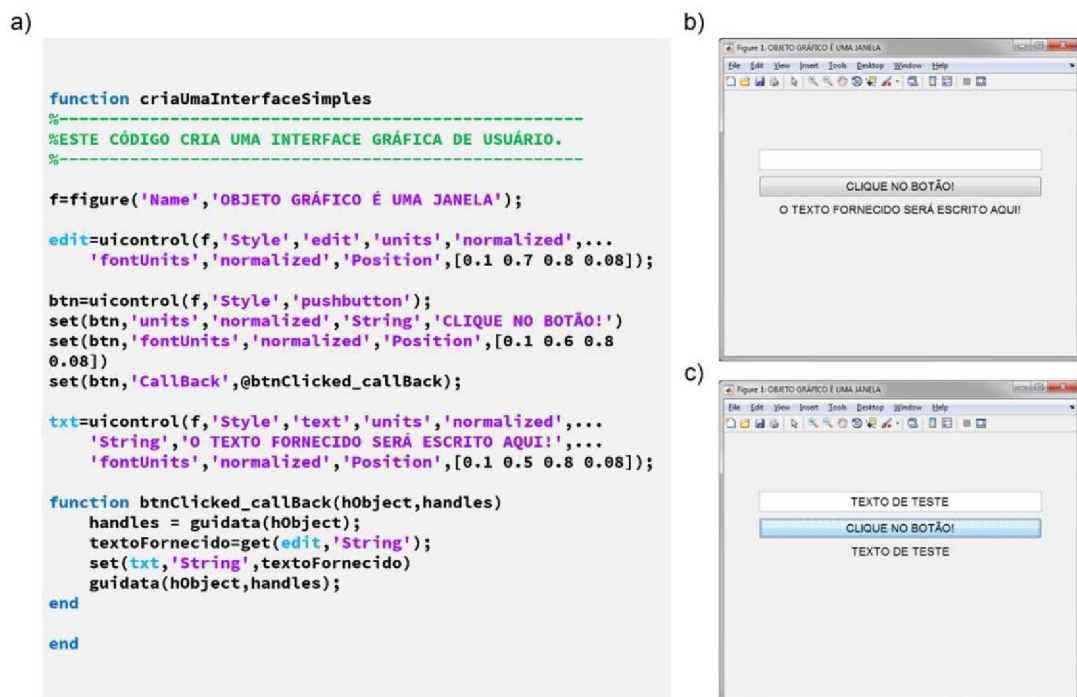 a)
function criaUmaInterfaceSimples
%----------------------------------------------------
%ESTE CÓDIGO CRIA UMA INTERFACE GRÁFICA DE USUÁRIO.
%----------------------------------------------------
f=figure('Name','OBJETO GRÁFICO É UMA JANELA');
edit=uicontrol(f,'Style','edit','units','normalized',...
'fontUnits','normalized','Position',[0.1 0.7 0.8 0.08]);
btn=uicontrol(f,'Style','pushbutton');
set(btn,'units','normalized','String','CLIQUE NO BOTÃO!')
set(btn,'fontUnits','normalized','Position',[0.1 0.6 0.8
0.08])
set(btn,'CallBack',@btnClicked_callBack);
txt=uicontrol(f,'Style','text','units','normalized',...
'String','O TEXTO FORNECIDO SERÁ ESCRITO AQUI!',...
'fontUnits','normalized','Position',[0.1 0.5 0.8 0.08]);
function btnClicked_callBack(hObject,handles)
handles = guidata(hObject);
textoFornecido=get(edit,'String');
set(txt,'String',textoFornecido)
guidata(hObject,handles);
end
end
b)
Figure 1: OBJETO GRÁFICO É UMA JANELA
File Edit View Insert Tools Desktop Window Help
CLIQUE NO BOTÃO!
O TEXTO FORNECIDO SERÁ ESCRITO AQUI!
c)
Figure 1: OBJETO GRÁFICO É UMA JANELA
File Edit View Insert Tools Desktop Window Help
TEXTO DE TESTE
CLIQUE NO BOTÃO!
TEXTO DE TESTE